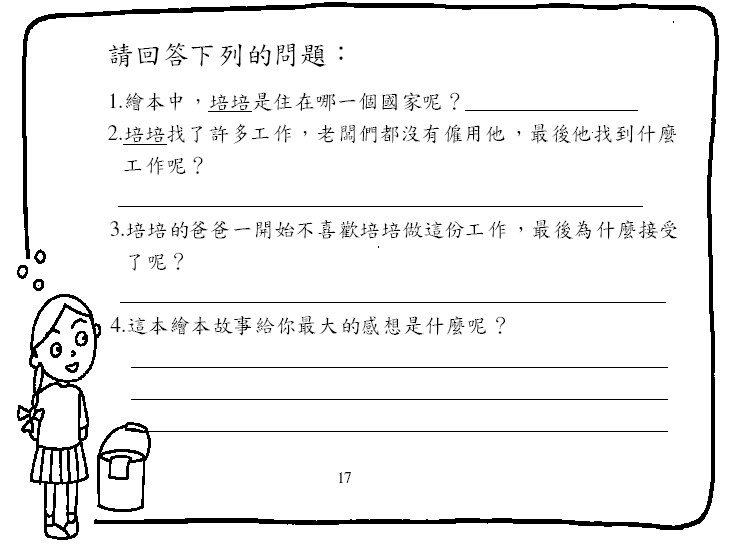 請回答下列的問題：
1.繪本中，培培是住在哪一個國家呢？
2.培培找了許多工作，老闆們都沒有僱用他，最後他找到什麼
工作呢？
3.培培的爸爸一開始不喜歡培培做這份工作，最後為什麼接受
了呢？
4.這本繪本故事給你最大的感想是什麼呢？
17